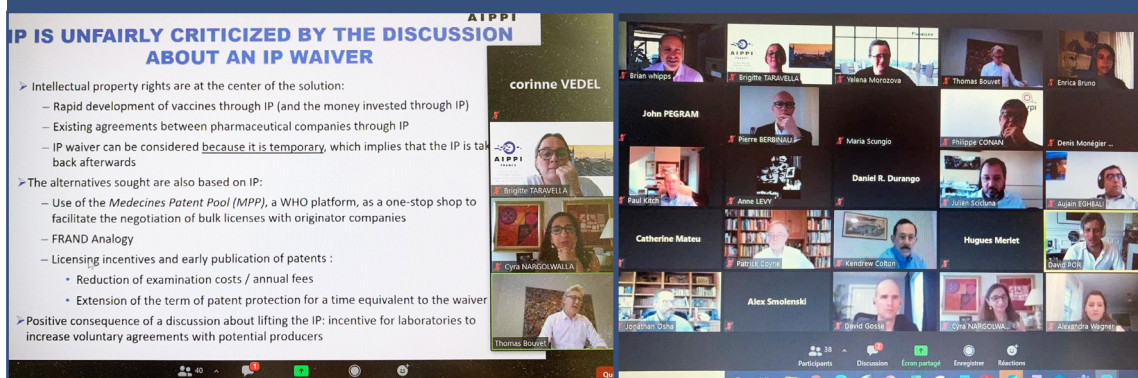 AIPPI
IP IS UNFAIRLY CRITICIZED BY THE DISCUSSION
ABOUT AN IP WAIVER
➢ Intellectual property rights are at the center of the solution:
– Rapid development of vaccines through IP (and the money invested through IP)
– Existing agreements between pharmaceutical companies through IP
– IP waiver can be considered because it is temporary, which implies that the IP is tak
back afterwards
➢The alternatives sought are also based on IP:
– Use of the Medecines Patent Pool (MPP), a WHO platform, as a one-stop shop to
facilitate the negotiation of bulk licenses with originator companies
– FRAND Analogy
– Licensing incentives and early publication of patents :
• Reduction of examination costs / annual fees
• Extension of the term of patent protection for a time equivalent to the waiver
➢Positive consequence of a discussion about lifting the IP: incentive for laboratories to
increase voluntary agreements with potential producers
corinne VEDEL
AIPPI
FRANCE
Brigitte TARAVELLA
Cyra NARGOLWALLA
Thomas Bouvet
40
1
Qu
Brian whipps
AIPPI
Brigitte TARAVELLA
Yelena Morozova
Thomas Bouvet
Enrica Bruno
John PEGRAM
Pierre BERBINAU
Maria Scungio
Philippe CONAN
Denis Monégier ...
Paul Kitch
Anne LEVY
Daniel R. Durango
Julien Scicluna
Aujain EGHBALI
Catherine Mateu
Patrick Coyne
Kendrew Colton
Hugues Merlet
David POR
Jonathan Osha
Alex Smolenski
David Gosse
Cyra NARGOLWA...
Alexandra Wagner
38
2
Participants
Discussion
Écran partagé
Enregistrer
Réactions